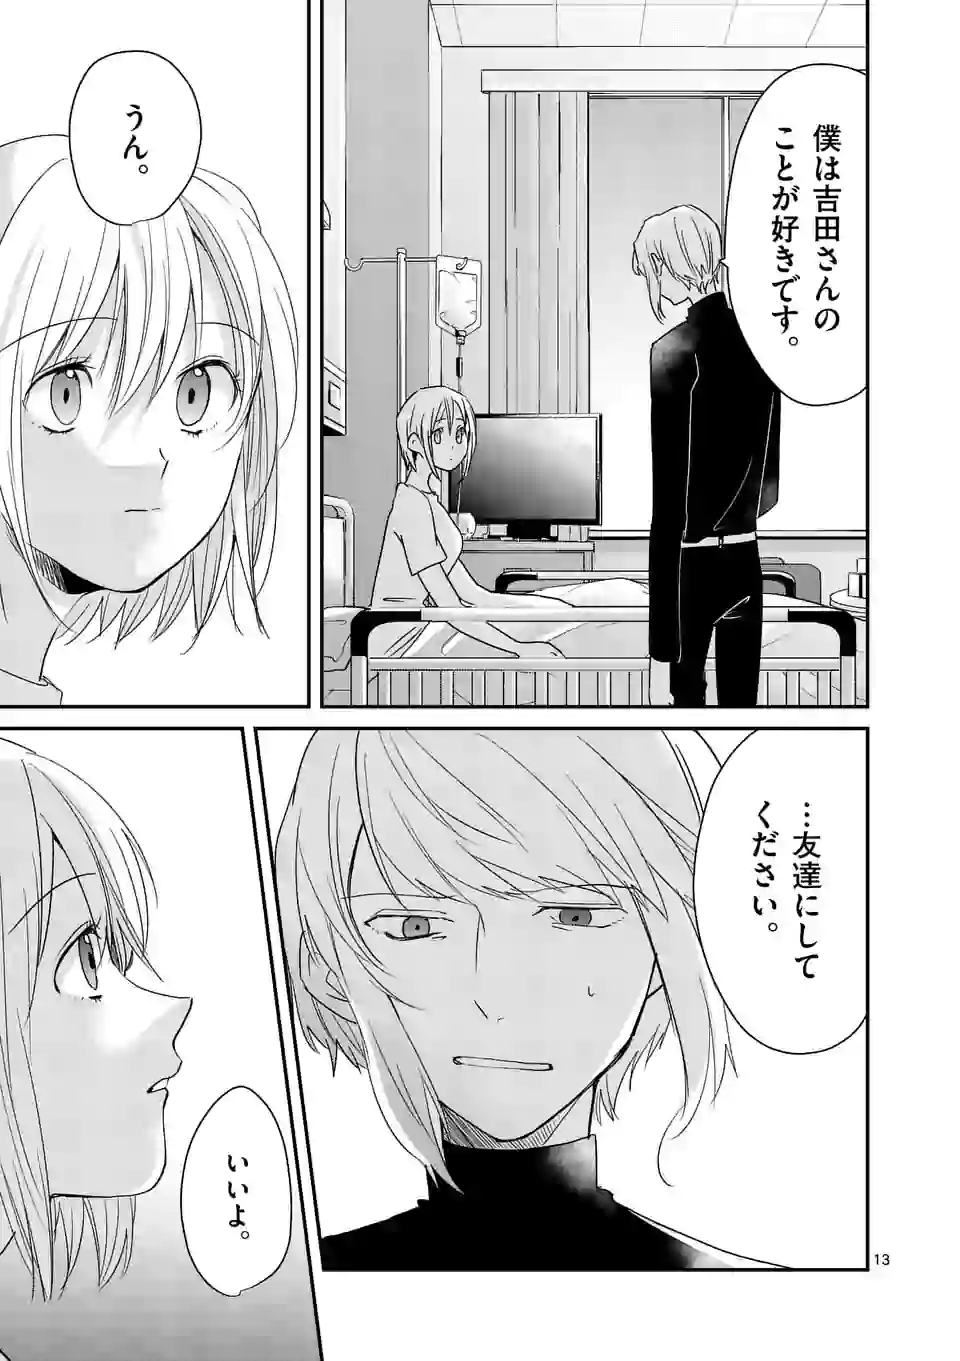 僕は吉田さんの
ことが好きです。
うん。
…友達にして
ください。
いいよ。
13